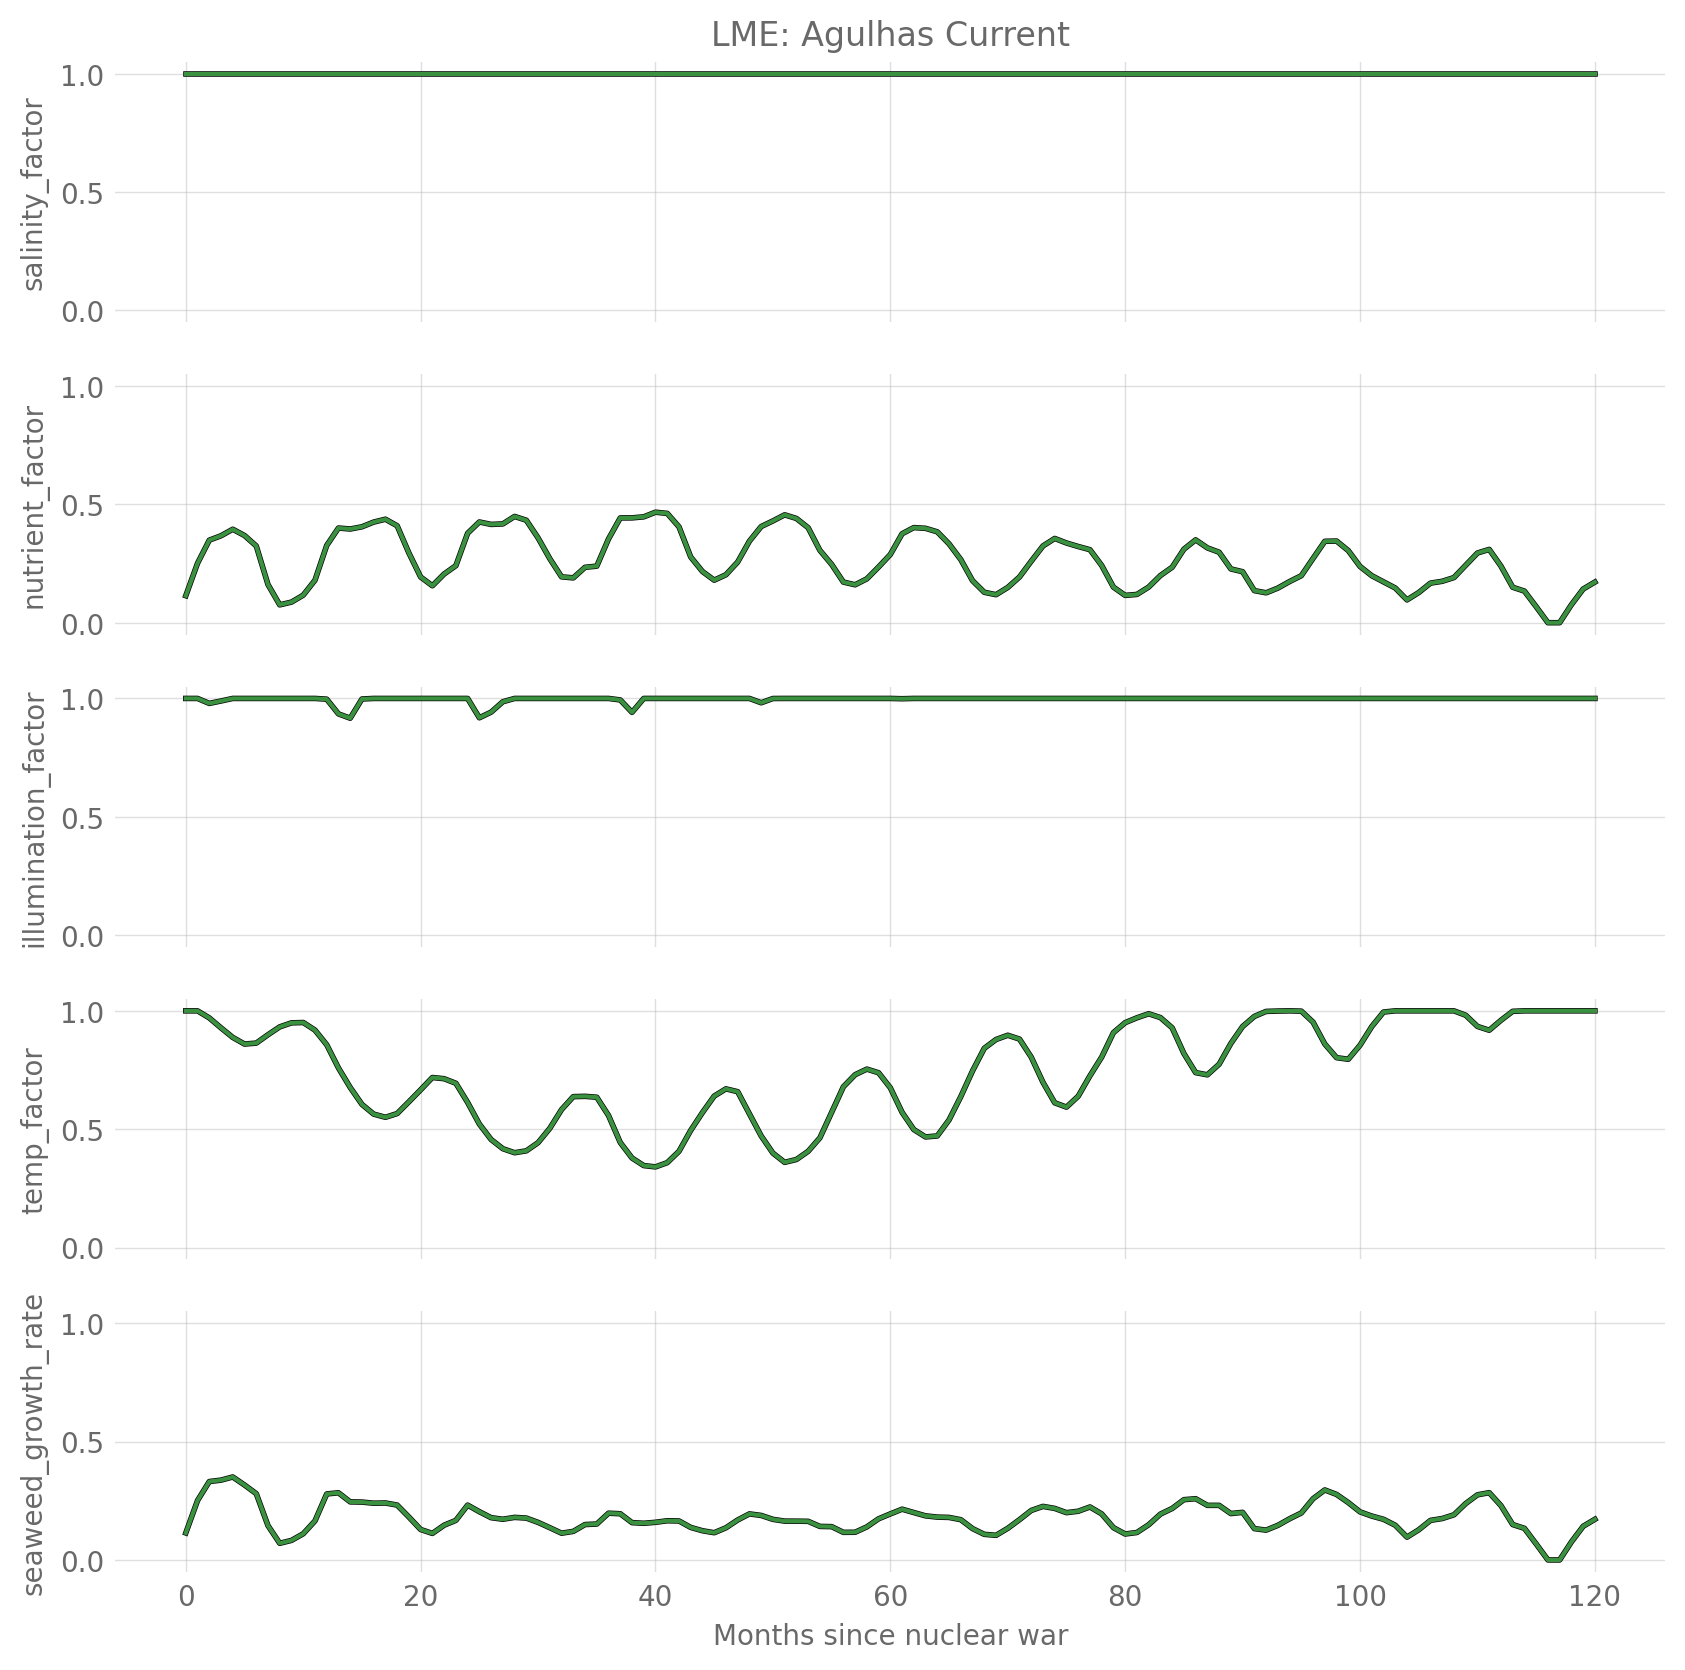 LME: Agulhas Current
salinity_factor
1.0
0.5
0.0
nutrient_factor
1.0
0.5
0.0
illumination_factor
1.0
0.5
0.0
temp_factor
1.0
0.5
0.0
seaweed_growth_rate
1.0
0.5
0.0
0 20 40 60 80 100 120
Months since nuclear war